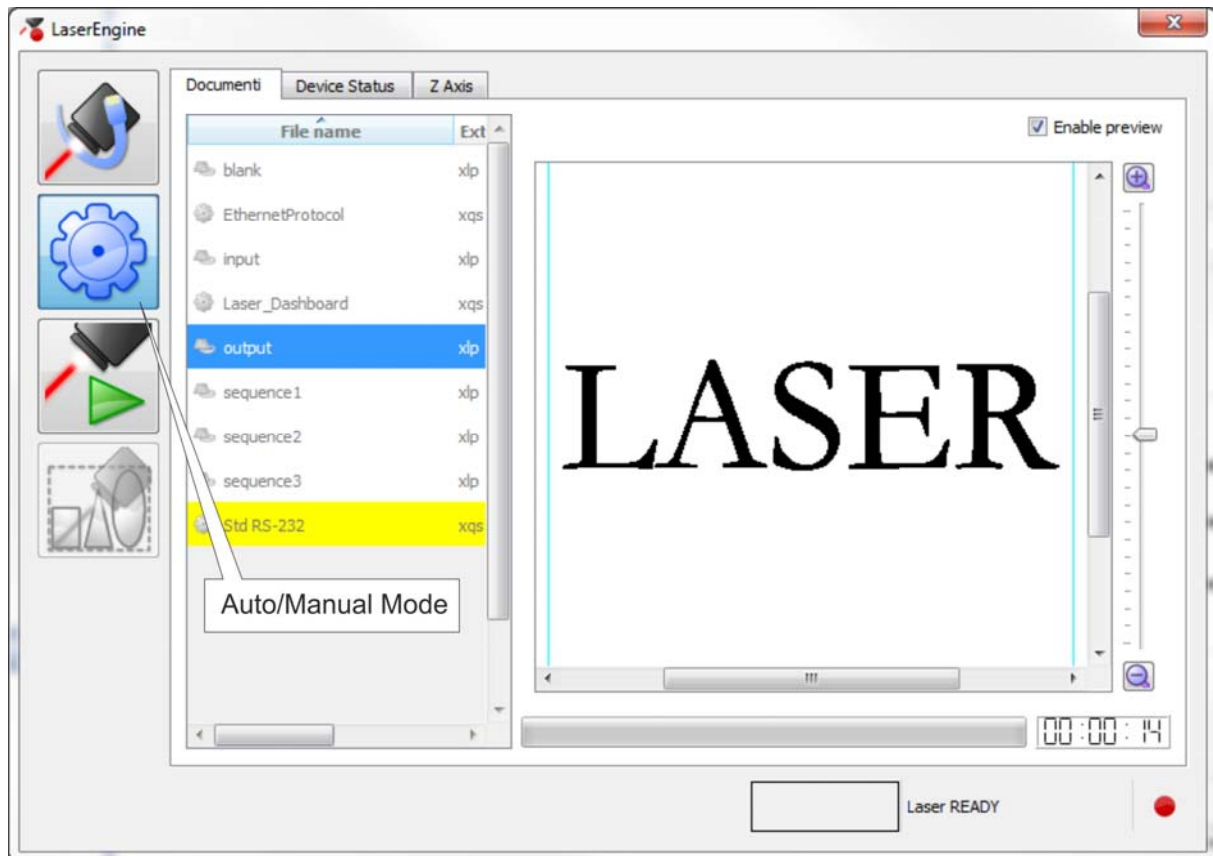 LaserEngine
Documenti Device Status Z Axis
File name Ext
Enable preview
blank xlp
EthernetProtocol xqs
input xlp
Laser_Dashboard xqs
output xlp
sequence1 xlp
sequence2 xlp
sequence3 xlp
Std RS-232 xqs
LASER
Auto/Manual Mode
00:00:14
Laser READY